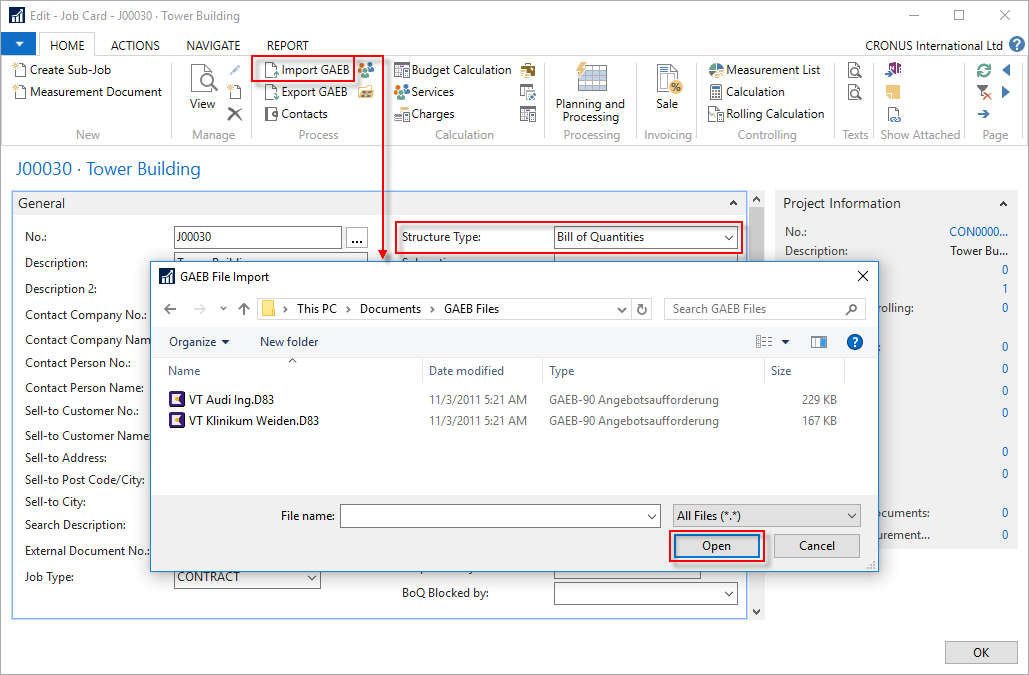 Edit - Job Card - J00030 · Tower Building
HOME ACTIONS NAVIGATE REPORT CRONUS International Ltd ?
Create Sub-Job
Measurement Document
New
View
Manage
Import GAEB
Export GAEB
Contacts
Process
Budget Calculation
Services
Charges
Calculation
Planning and
Processing
Processing
Sale
Invoicing
Measurement List
Calculation
Rolling Calculation
Controlling
Texts
Show Attached
Page
J00030 · Tower Building
General
No.: J00030 ...
Structure Type: Bill of Quantities
Description:
Description 2:
Contact Company No.:
Contact Company Nam
Contact Person No.:
Contact Person Name:
Sell-to Customer No.:
Sell-to Customer Name
Sell-to Address:
Sell-to Post Code/City:
Sell-to City:
Search Description:
External Document No.:
Job Type: CONTRACT
BoQ Blocked by:
GAEB File Import
This PC > Documents > GAEB Files
Search GAEB Files
Organize New folder ?
Name Date modified Type Size
VT Audi Ing.D83 11/3/2011 5:21 AM GAEB-90 Angebotsaufforderung 229 KB
VT Klinikum Weiden.D83 11/3/2011 5:21 AM GAEB-90 Angebotsaufforderung 167 KB
File name: All Files (*.*)
Open Cancel
Project Information
No.: CON0000...
Description: Tower Bu...
0
1
rolling: 0
0
0
0
0
0
0
ocuments: 0
urement... 0
OK